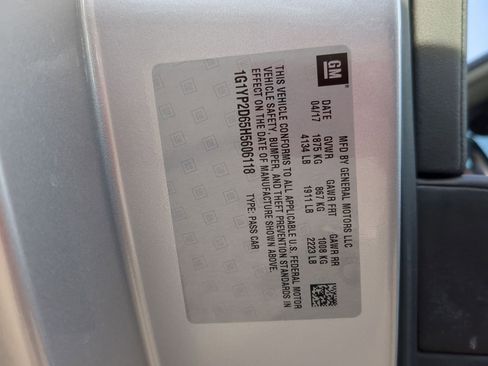 GM
MFD BY GENERAL MOTORS LLC
DATE GVWR GAWR FRT GAWR RR
04/17 1875 KG 867 KG 1008 KG
4134 LB 1911 LB 2223 LB
THIS VEHICLE CONFORMS TO ALL APPLICABLE U.S. FEDERAL MOTOR
VEHICLE SAFETY, BUMPER, AND THEFT PREVENTION STANDARDS IN
EFFECT ON THE DATE OF MANUFACTURE SHOWN ABOVE.
1G1YP2D65H5606118 TYPE: PASS CAR